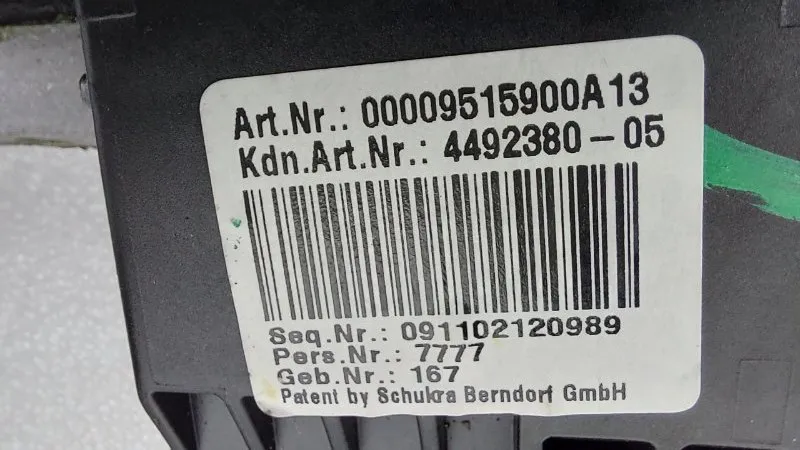 Art.Nr.: 00009515900A13
Kdn.Art.Nr.: 4492380-05
Seq.Nr.: 091102120989
Pers.Nr.: 7777
Geb.Nr.: 167
Patent by Schukra Berndorf GmbH